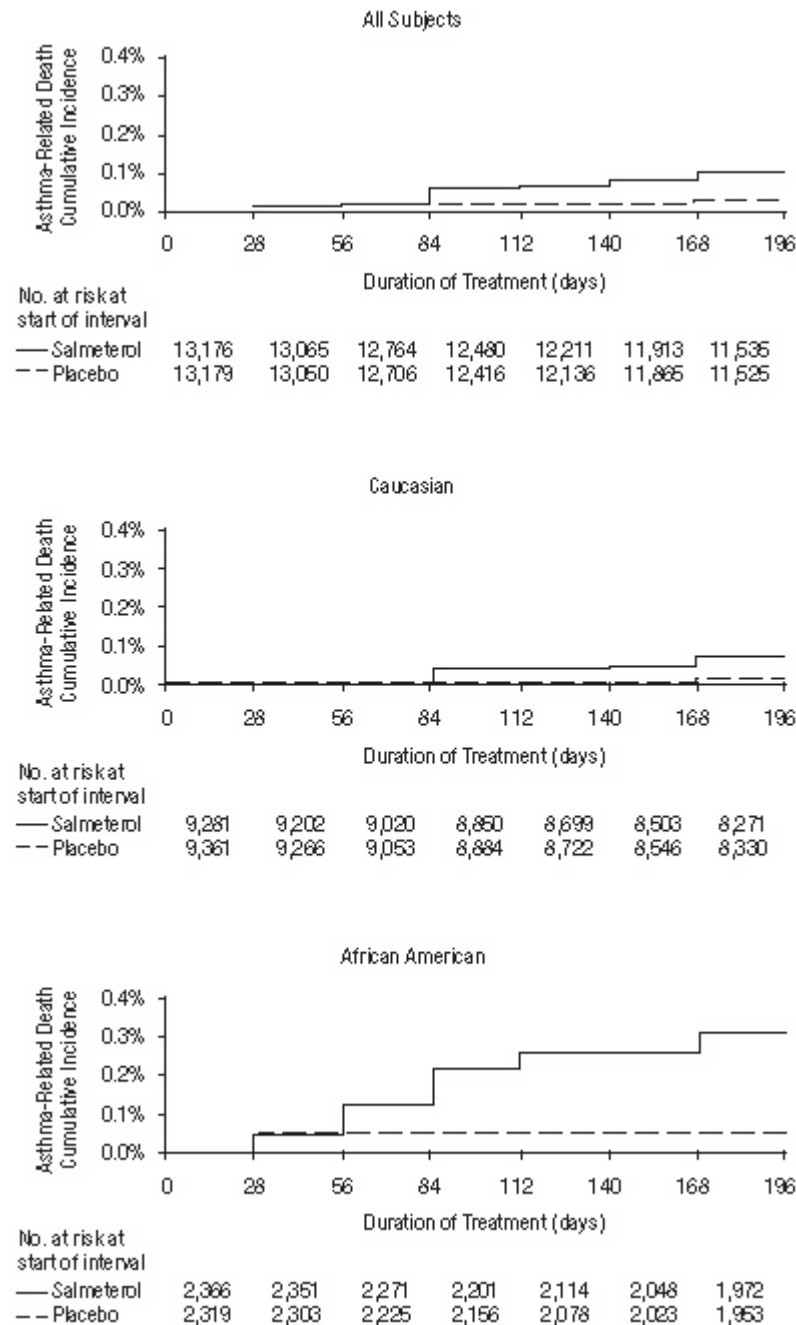 All Subjects
Asthma-Related Death
Cumulative Incidence
0.4%
0.3%
0.2%
0.1%
0.0%
0 28 56 84 112 140 168 196
Duration of Treatment (days)
No. at risk at
start of interval
Salmeterol 13,176 13,065 12,764 12,480 12,211 11,913 11,535
Placebo 13,179 13,050 12,706 12,416 12,136 11,865 11,525
Caucasian
Asthma-Related Death
Cumulative Incidence
0.4%
0.3%
0.2%
0.1%
0.0%
0 28 56 84 112 140 168 196
Duration of Treatment (days)
No. at risk at
start of interval
Salmeterol 9,281 9,202 9,020 8,850 8,699 8,503 8,271
Placebo 9,361 9,266 9,053 8,884 8,722 8,546 8,330
African American
Asthma-Related Death
Cumulative Incidence
0.4%
0.3%
0.2%
0.1%
0.0%
0 28 56 84 112 140 168 196
Duration of Treatment (days)
No. at risk at
start of interval
Salmeterol 2,366 2,351 2,271 2,201 2,114 2,048 1,972
Placebo 2,319 2,303 2,225 2,156 2,078 2,023 1,953